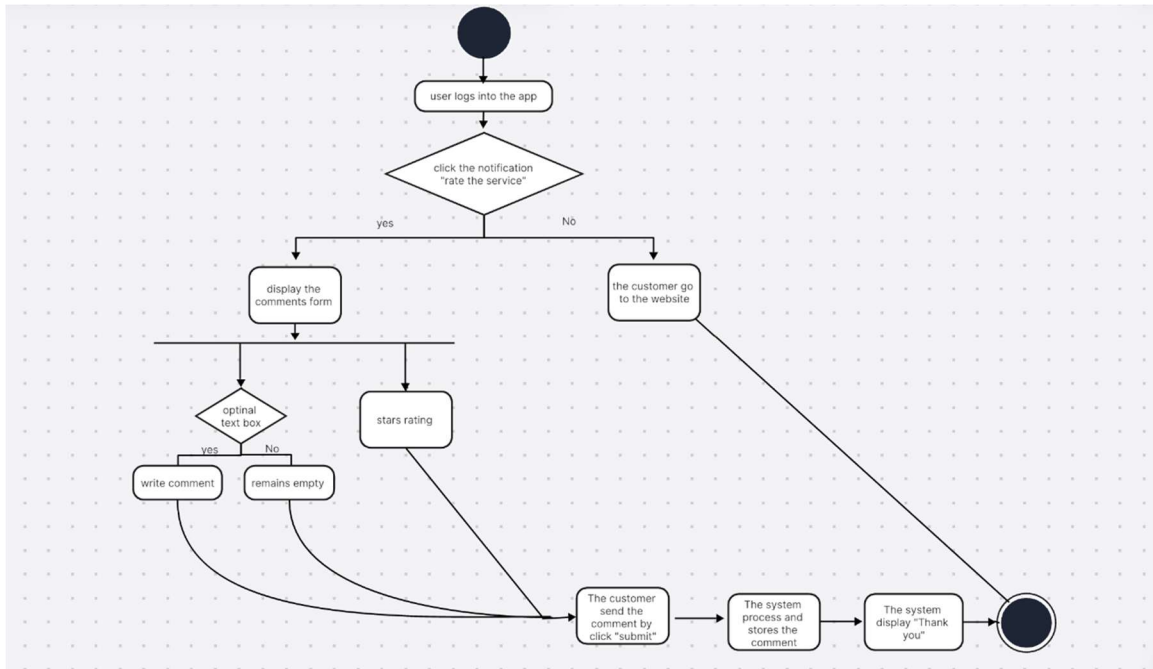 user logs into the app
click the notification
"rate the service"
yes
No
display the
comments form
the customer go
to the website
optinal
text box
stars rating
yes
No
write comment
remains empty
The customer
send the
comment by
click "submit"
The system
process and
stores the
comment
The system
display "Thank
you"